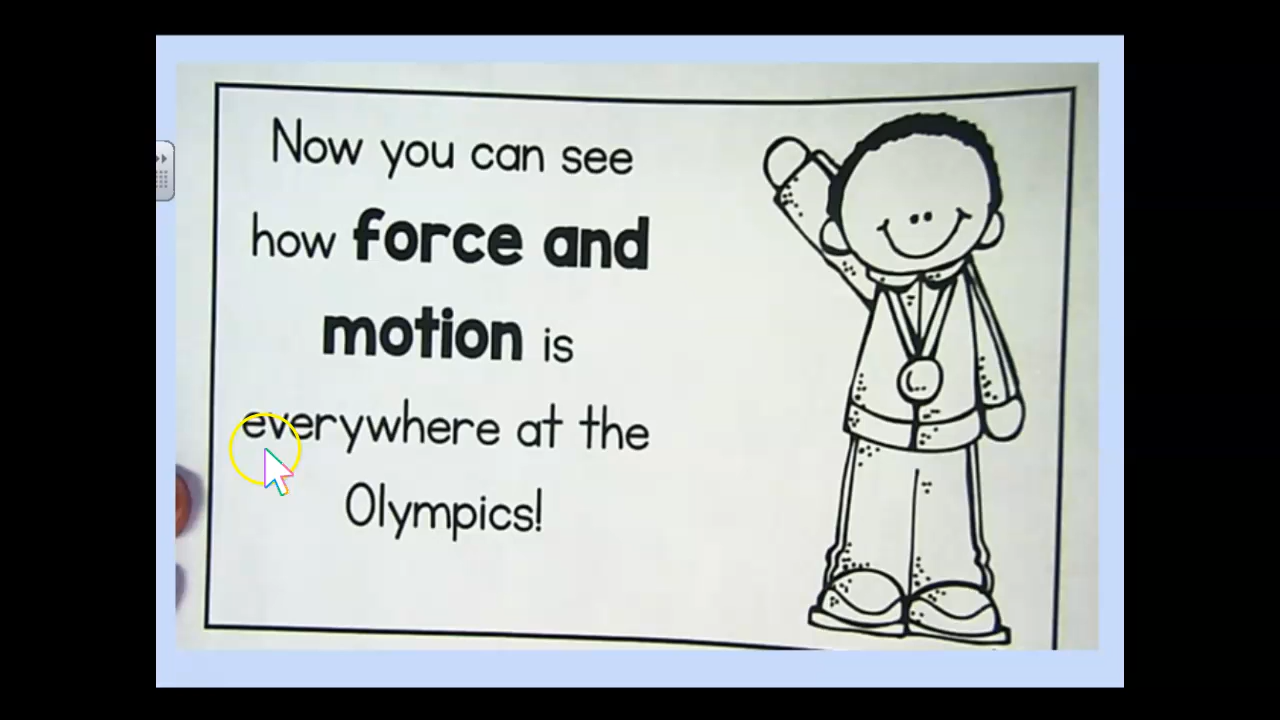 Now you can see
how force and
motion is
everywhere at the
Olympics!